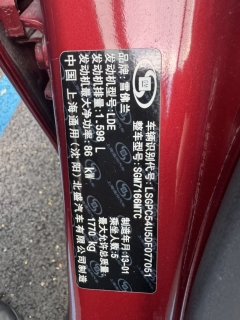 品牌:雪佛兰
发动机型号:LDE
发动机排量:1.598 L
发动机最大净功率:86 kW
中国 上海通用(沈阳)北盛汽车有限公司制造
车辆识别代号:LSGPC54U5DF077051
整车型号:SGM7166MTC
制造年月:13-01
乘坐人数:5
最大允许总质量:1770 kg